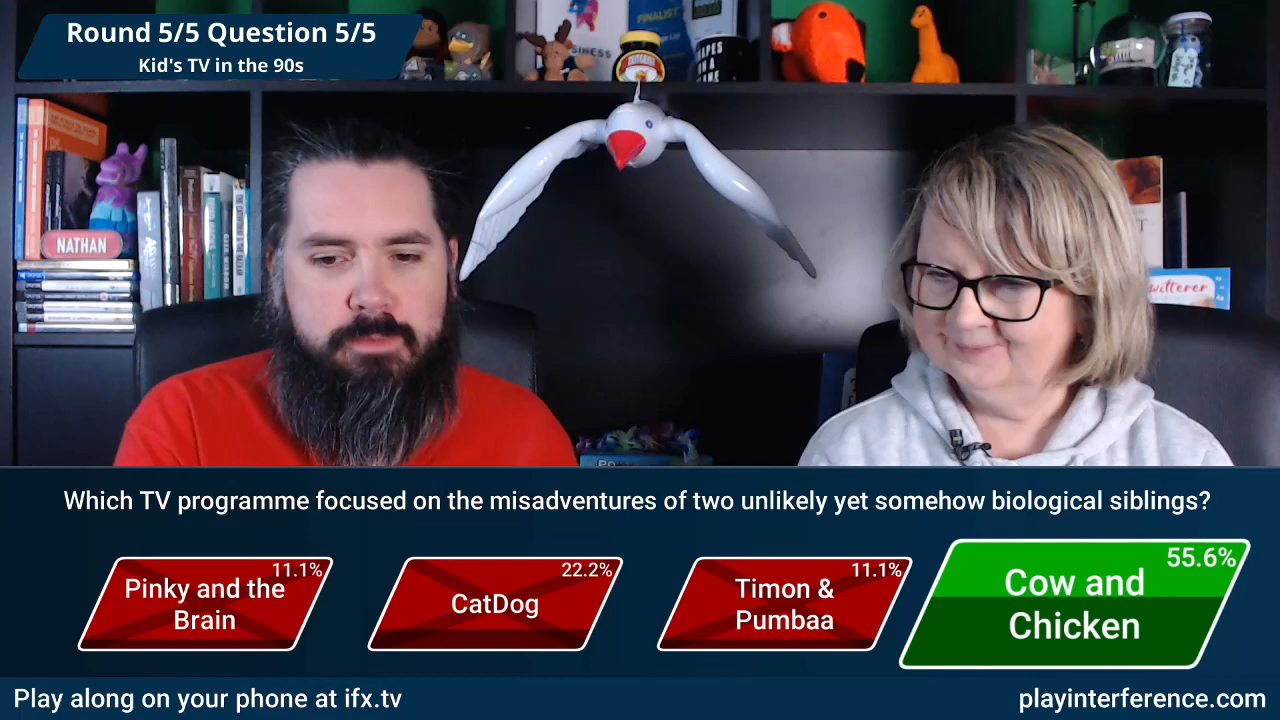 Round 5/5 Question 5/5
Kid's TV in the 90s
FINALIST
NATHAN
Which TV programme focused on the misadventures of two unlikely yet somehow biological siblings?
11.1%
Pinky and the
Brain
22.2%
CatDog
11.1%
Timon &
Pumbaa
55.6%
Cow and
Chicken
Play along on your phone at ifx.tv
playinterference.com